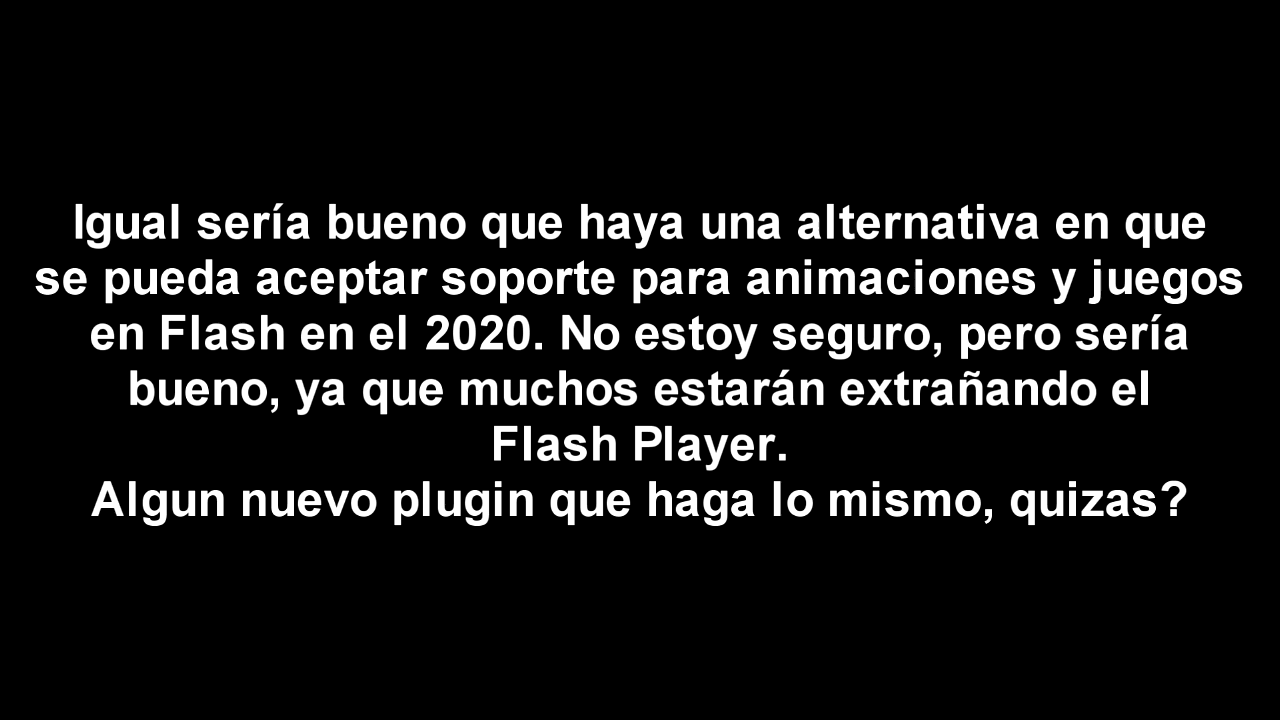 Igual sería bueno que haya una alternativa en que
se pueda aceptar soporte para animaciones y juegos
en Flash en el 2020. No estoy seguro, pero sería
bueno, ya que muchos estarán extrañando el
Flash Player.
Algun nuevo plugin que haga lo mismo, quizas?